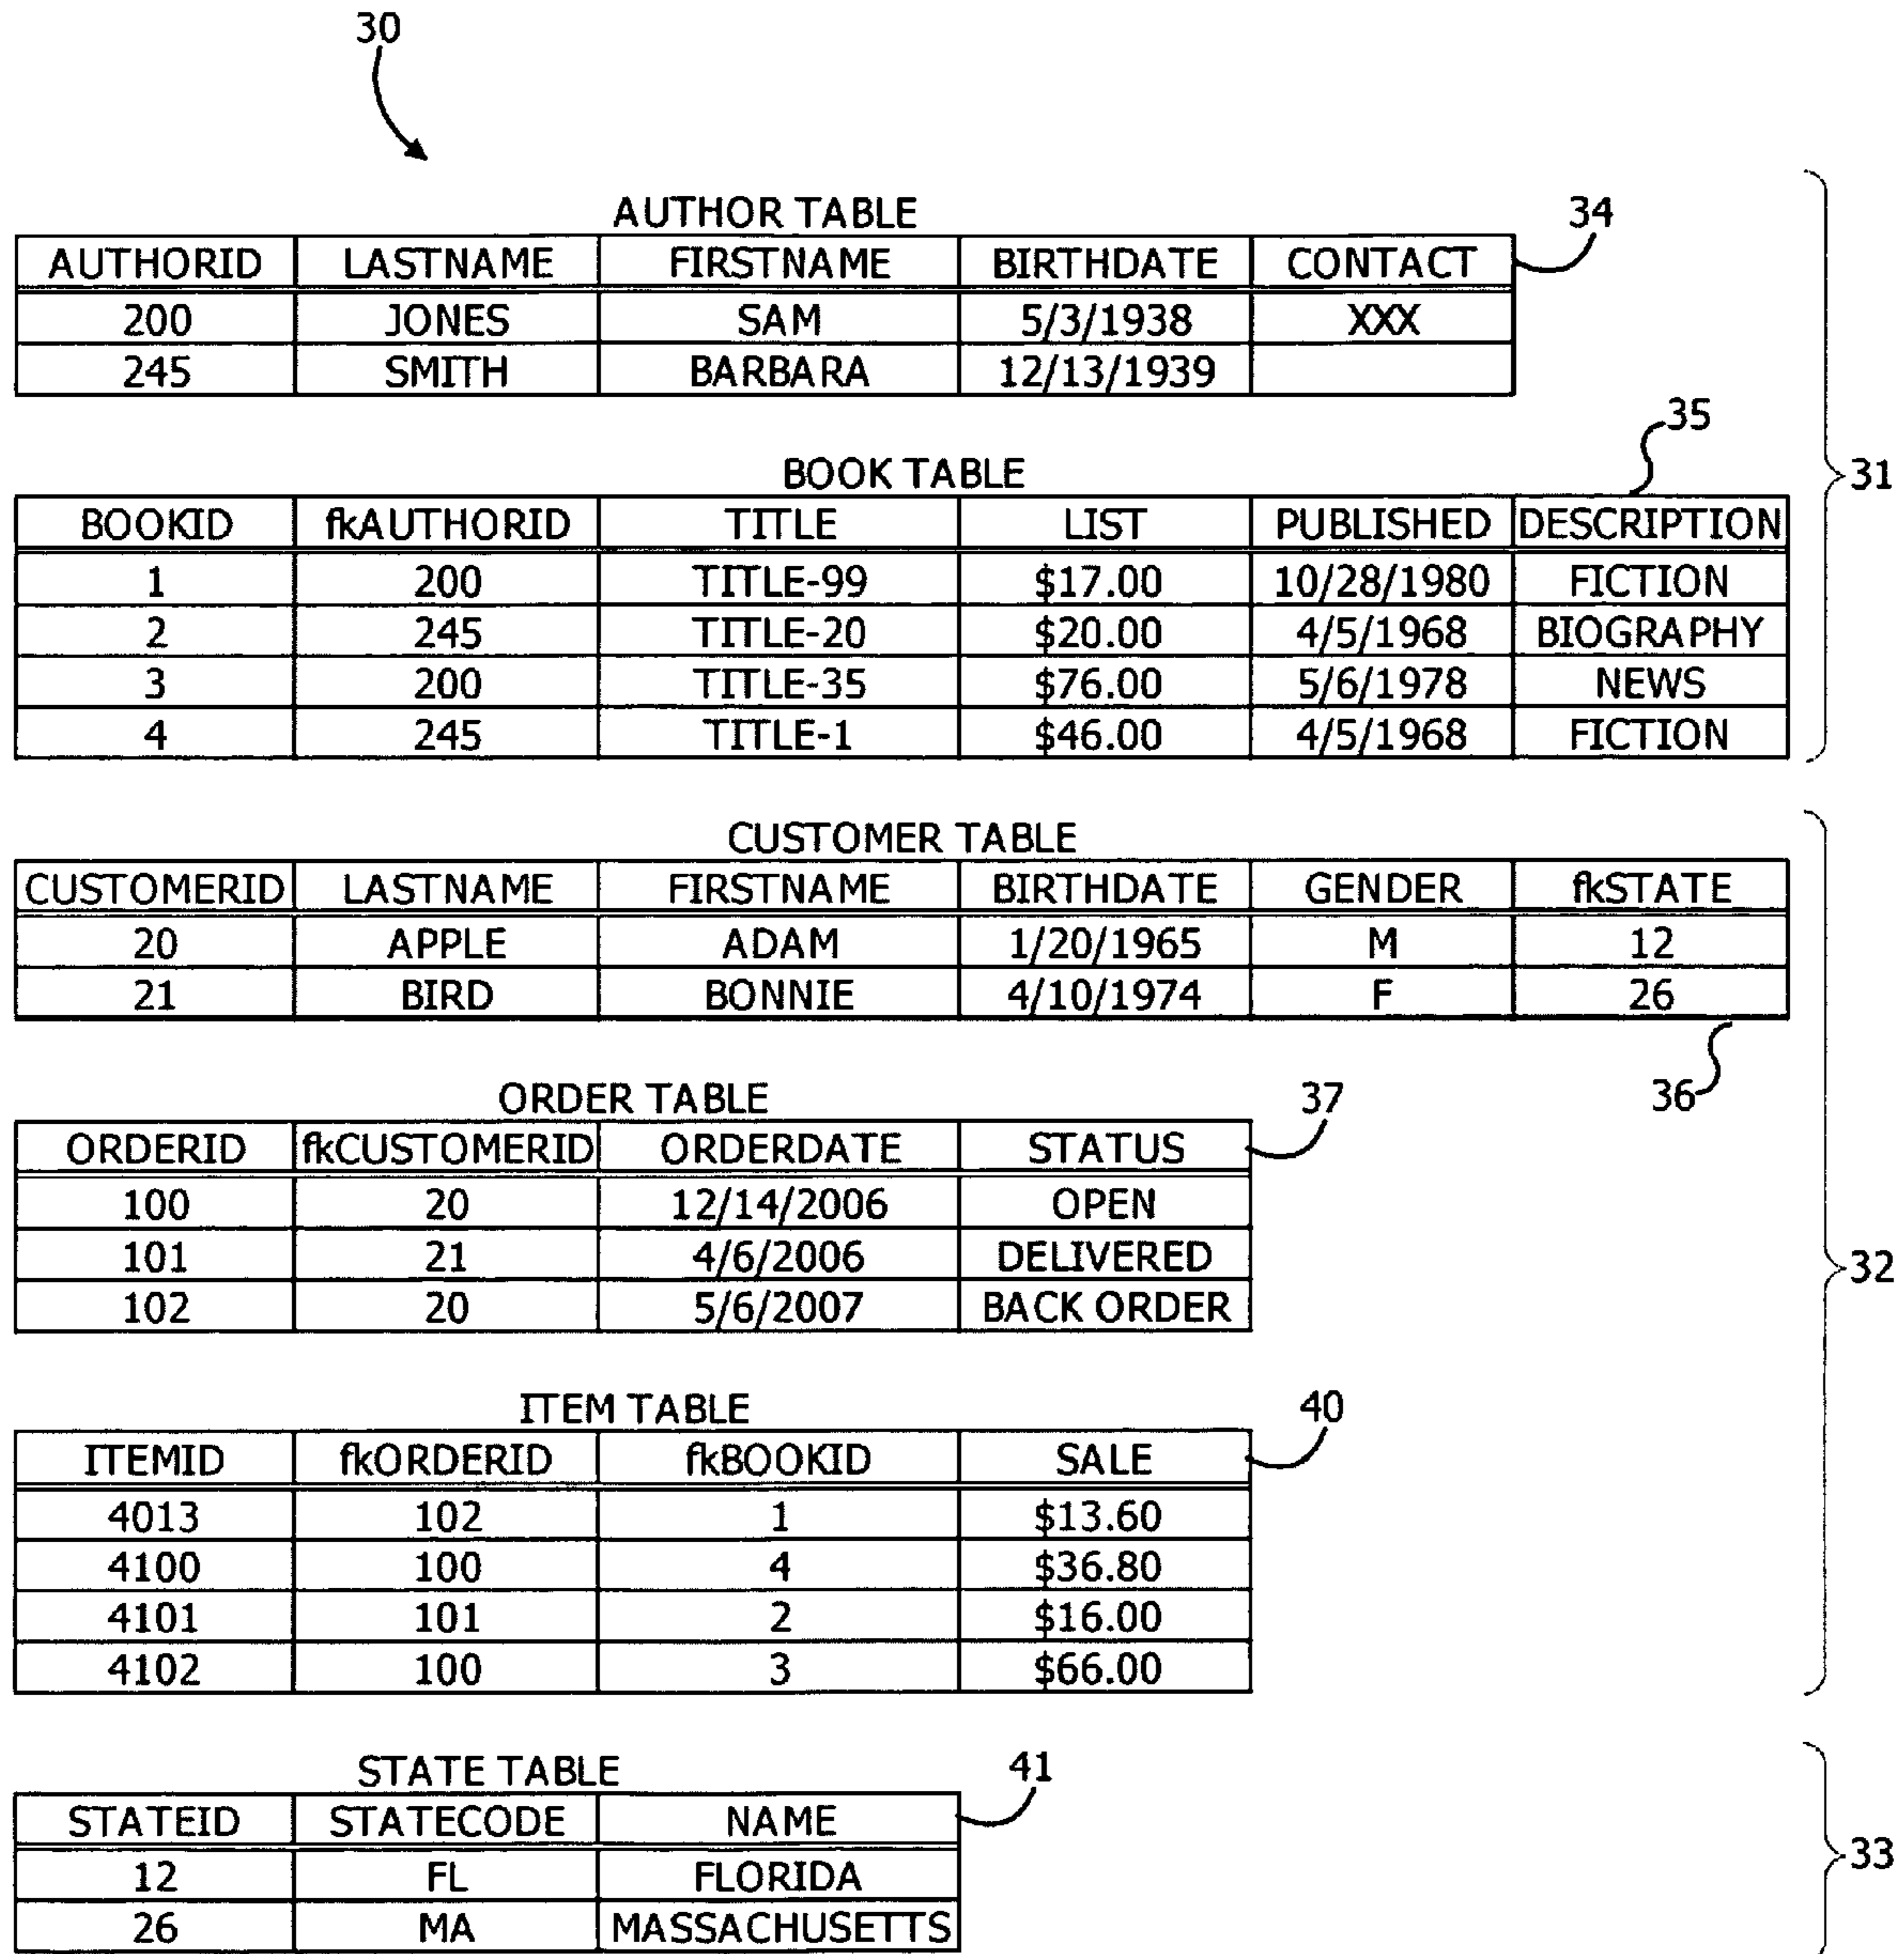 30
AUTHOR TABLE
34
AUTHORID LASTNAME FIRSTNAME BIRTHDATE CONTACT
200 JONES SAM 5/3/1938 XXX
245 SMITH BARBARA 12/13/1939
35
31
BOOK TABLE
BOOKID fkAUTHORID TITLE LIST PUBLISHED DESCRIPTION
1 200 TITLE-99 $17.00 10/28/1980 FICTION
2 245 TITLE-20 $20.00 4/5/1968 BIOGRAPHY
3 200 TITLE-35 $76.00 5/6/1978 NEWS
4 245 TITLE-1 $46.00 4/5/1968 FICTION
CUSTOMER TABLE
CUSTOMERID LASTNAME FIRSTNAME BIRTHDATE GENDER fkSTATE
20 APPLE ADAM 1/20/1965 M 12
21 BIRD BONNIE 4/10/1974 F 26
36
ORDER TABLE
37
ORDERID fkCUSTOMERID ORDERDATE STATUS
100 20 12/14/2006 OPEN
101 21 4/6/2006 DELIVERED
32
102 20 5/6/2007 BACK ORDER
ITEM TABLE
40
ITEMID fkORDERID fkBOOKID SALE
4013 102 1 $13.60
4100 100 4 $36.80
4101 101 2 $16.00
4102 100 3 $66.00
STATE TABLE
41
STATEID STATECODE NAME
33
12 FL FLORIDA
26 MA MASSACHUSETTS